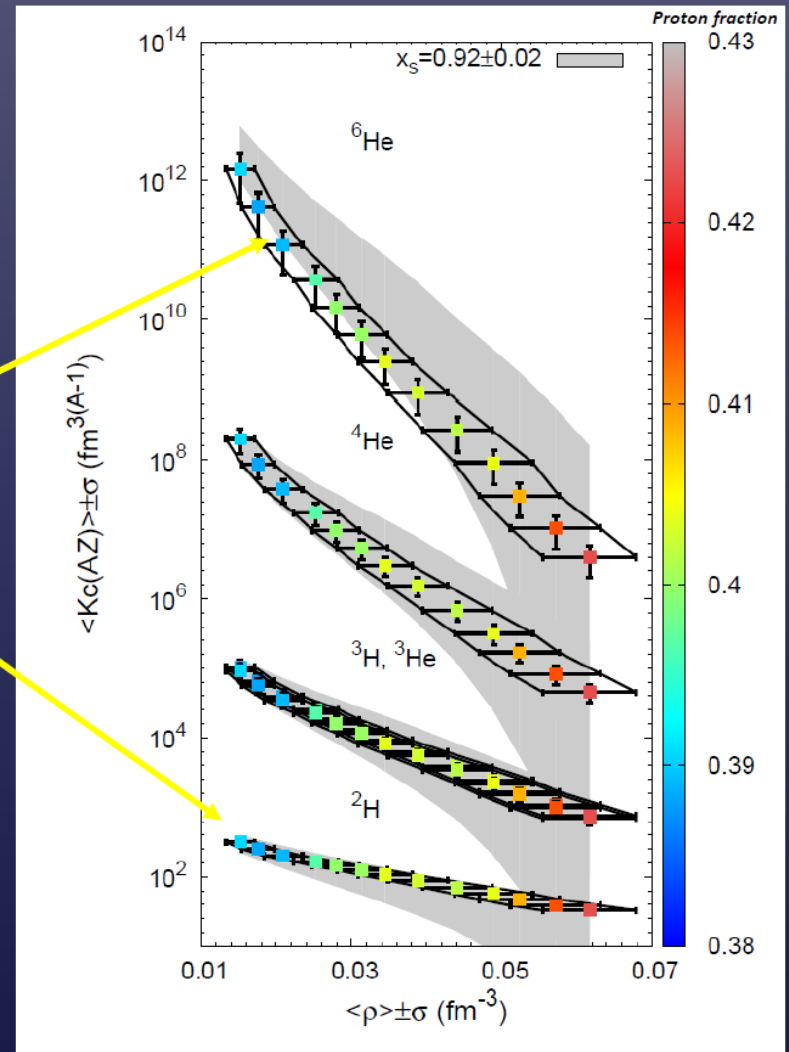 Proton fraction
x_S=0.92±0.02
10^14
10^12
10^10
10^8
10^6
10^4
10^2
<Kc(AZ)>±σ (fm^3(A-1))
^6He
^4He
^3H, ^3He
^2H
0.01
0.03
0.05
0.07
<ρ>±σ (fm^-3)
0.43
0.42
0.41
0.4
0.39
0.38